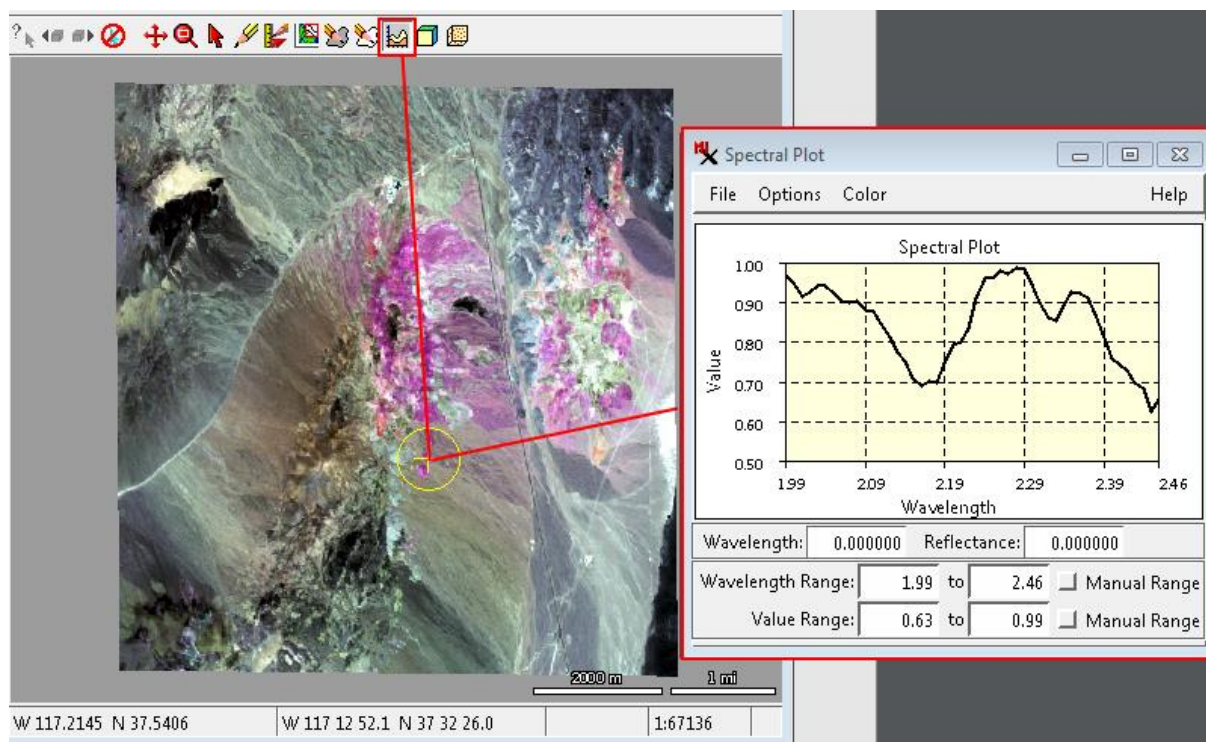 Spectral Plot
File Options Color Help
Spectral Plot
1.00
0.90
0.80
0.70
0.60
0.50
Value
1.99 2.09 2.19 2.29 2.39 2.46
Wavelength
Wavelength: 0.000000 Reflectance: 0.000000
Wavelength Range: 1.99 to 2.46 Manual Range
Value Range: 0.63 to 0.99 Manual Range
2000 m 1 mi
W 117.2145 N 37.5406 W 117 12 52.1 N 37 32 26.0 1:67136